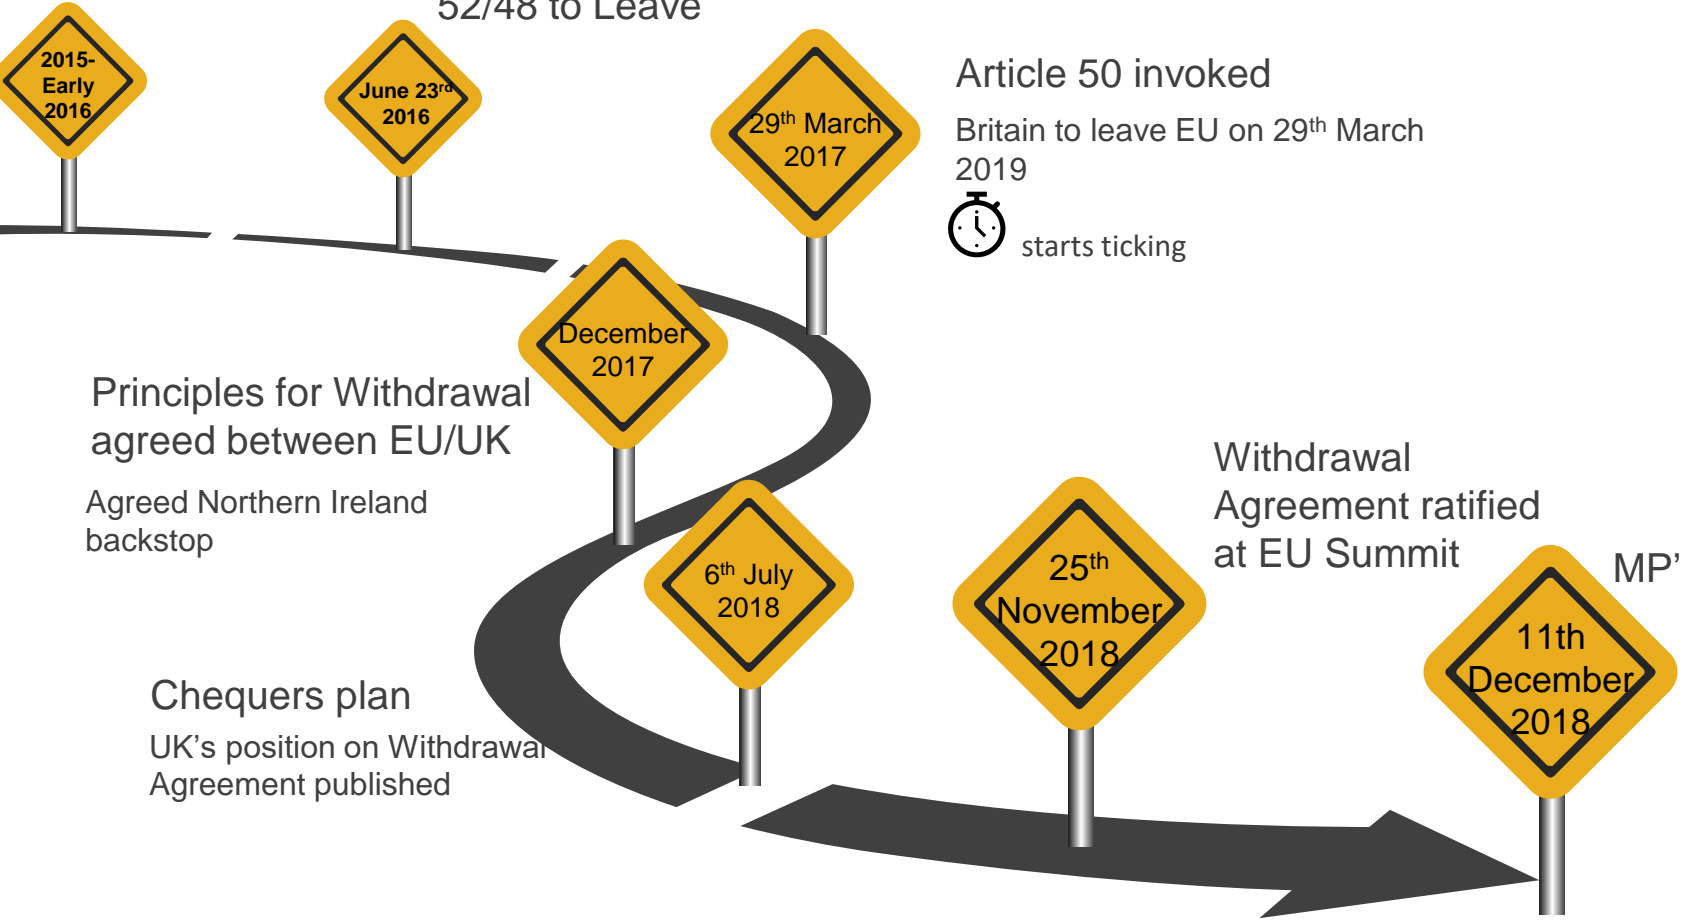 52/48 to Leave
2015-
Early
2016
June 23rd
2016
29th March
2017
Article 50 invoked
Britain to leave EU on 29th March
2019
starts ticking
December
2017
Principles for Withdrawal
agreed between EU/UK
Agreed Northern Ireland
backstop
6th July
2018
Chequers plan
UK’s position on Withdrawal
Agreement published
25th
November
2018
Withdrawal
Agreement ratified
at EU Summit
11th
December
2018
MP’